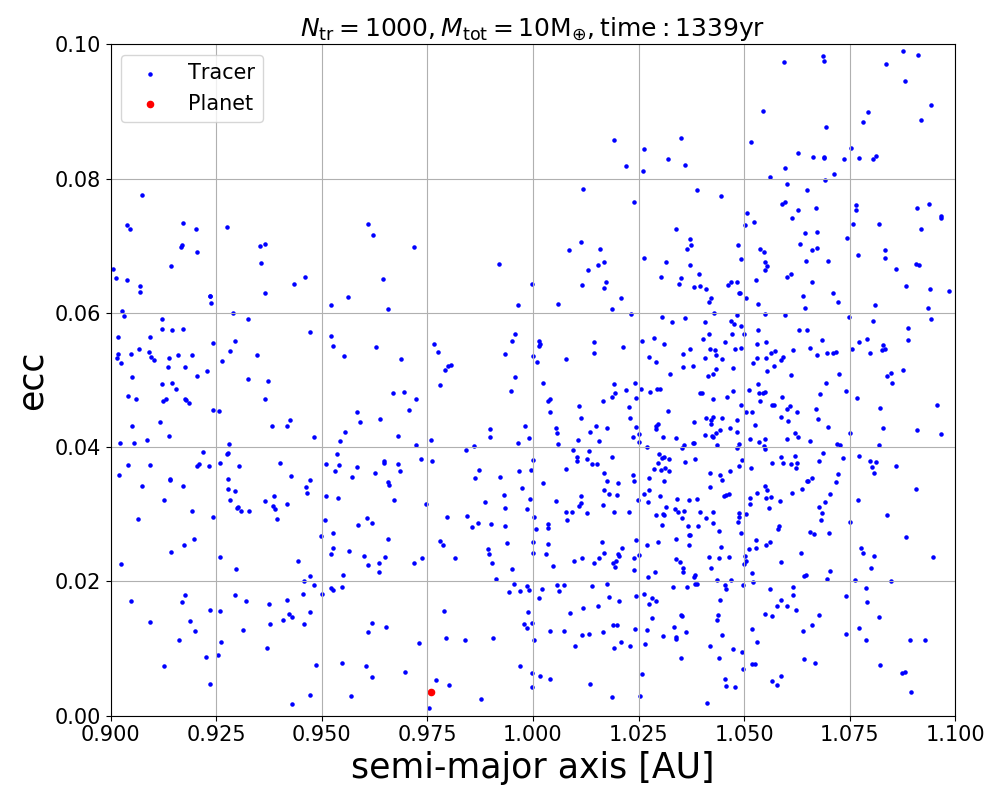 N_tr = 1000, M_tot = 10M_⊕, time : 1339yr
Tracer
Planet
0.10
0.08
0.06
0.04
0.02
0.00
ecc
0.900 0.925 0.950 0.975 1.000 1.025 1.050 1.075 1.100
semi-major axis [AU]